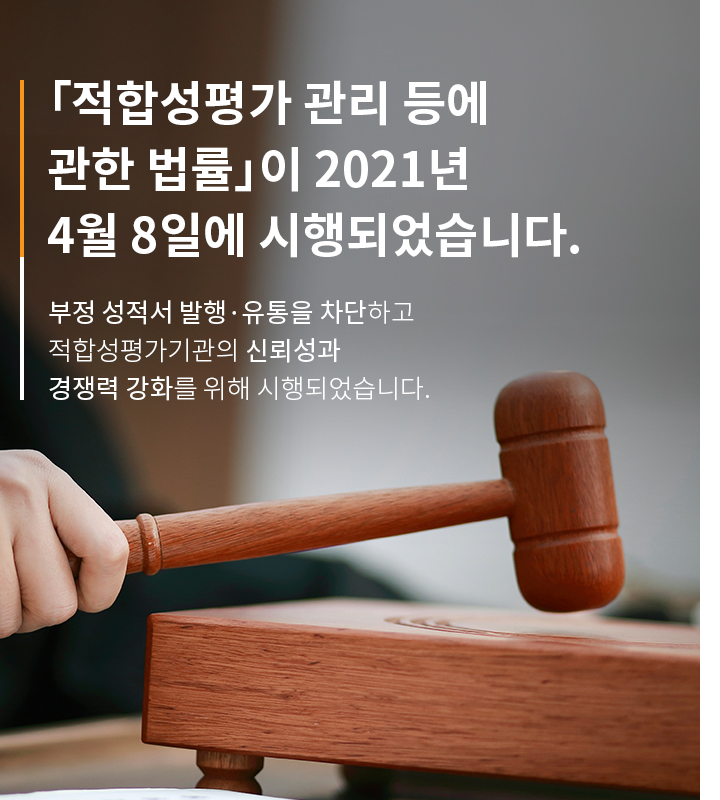 「적합성평가 관리 등에
관한 법률」이 2021년
4월 8일에 시행되었습니다.
부정 성적서 발행·유통을 차단하고
적합성평가기관의 신뢰성과
경쟁력 강화를 위해 시행되었습니다.